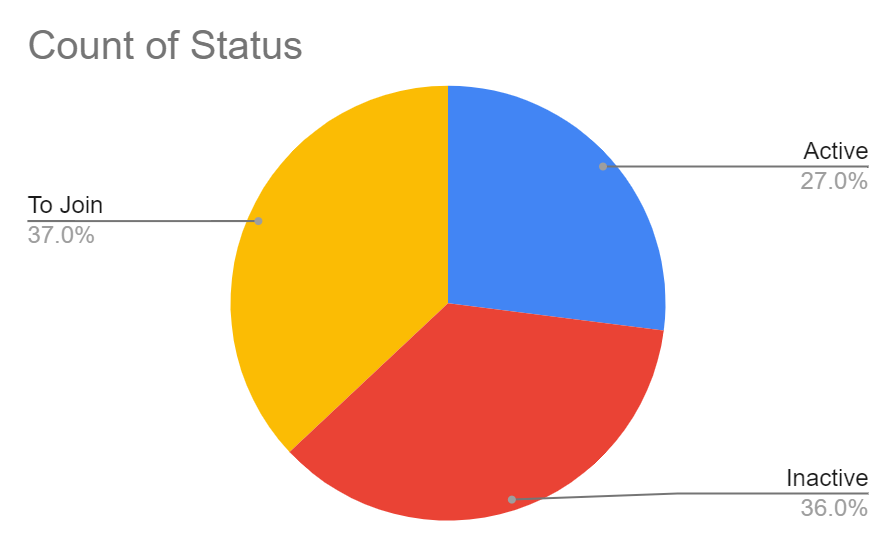 Count of Status
Active
27.0%
To Join
37.0%
Inactive
36.0%